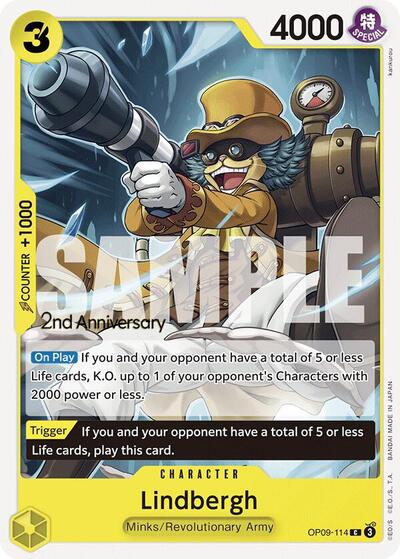 3
4000
特
SPECIAL
kankurou
COUNTER +1000
SAMPLE
2nd Anniversary
On Play If you and your opponent have a total of 5 or less
Life cards, K.O. up to 1 of your opponent's Characters with
2000 power or less.
Trigger If you and your opponent have a total of 5 or less
Life cards, play this card.
CHARACTER
Lindbergh
Minks/Revolutionary Army
OP09-114 C 3
©E.O/S ©E.O./S., T.A. BANDAI MADE IN JAPAN